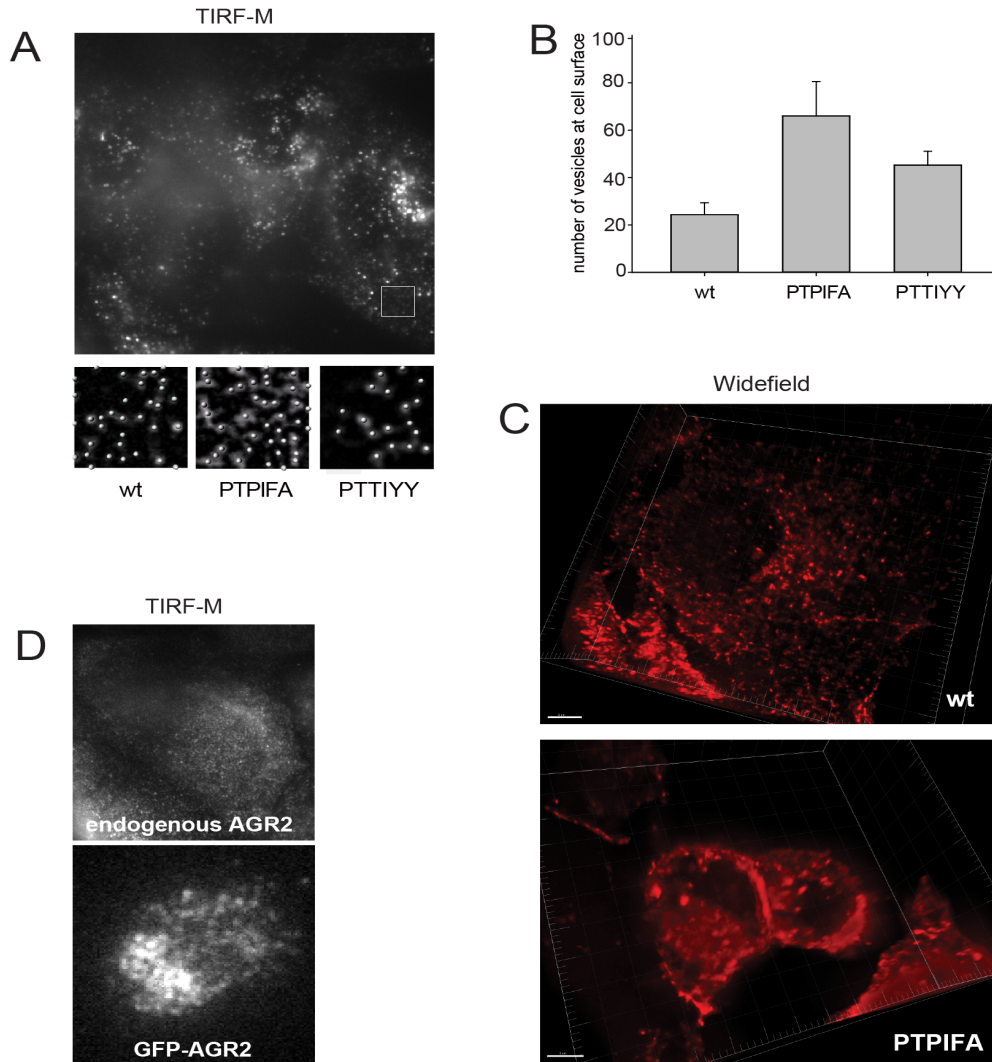 TIRF-M
A
wt
PTPIFA
PTTIYY
B
number of vesicles at cell surface
100
80
60
40
20
0
wt
PTPIFA
PTTIYY
Widefield
C
wt
PTPIFA
TIRF-M
D
endogenous AGR2
GFP-AGR2